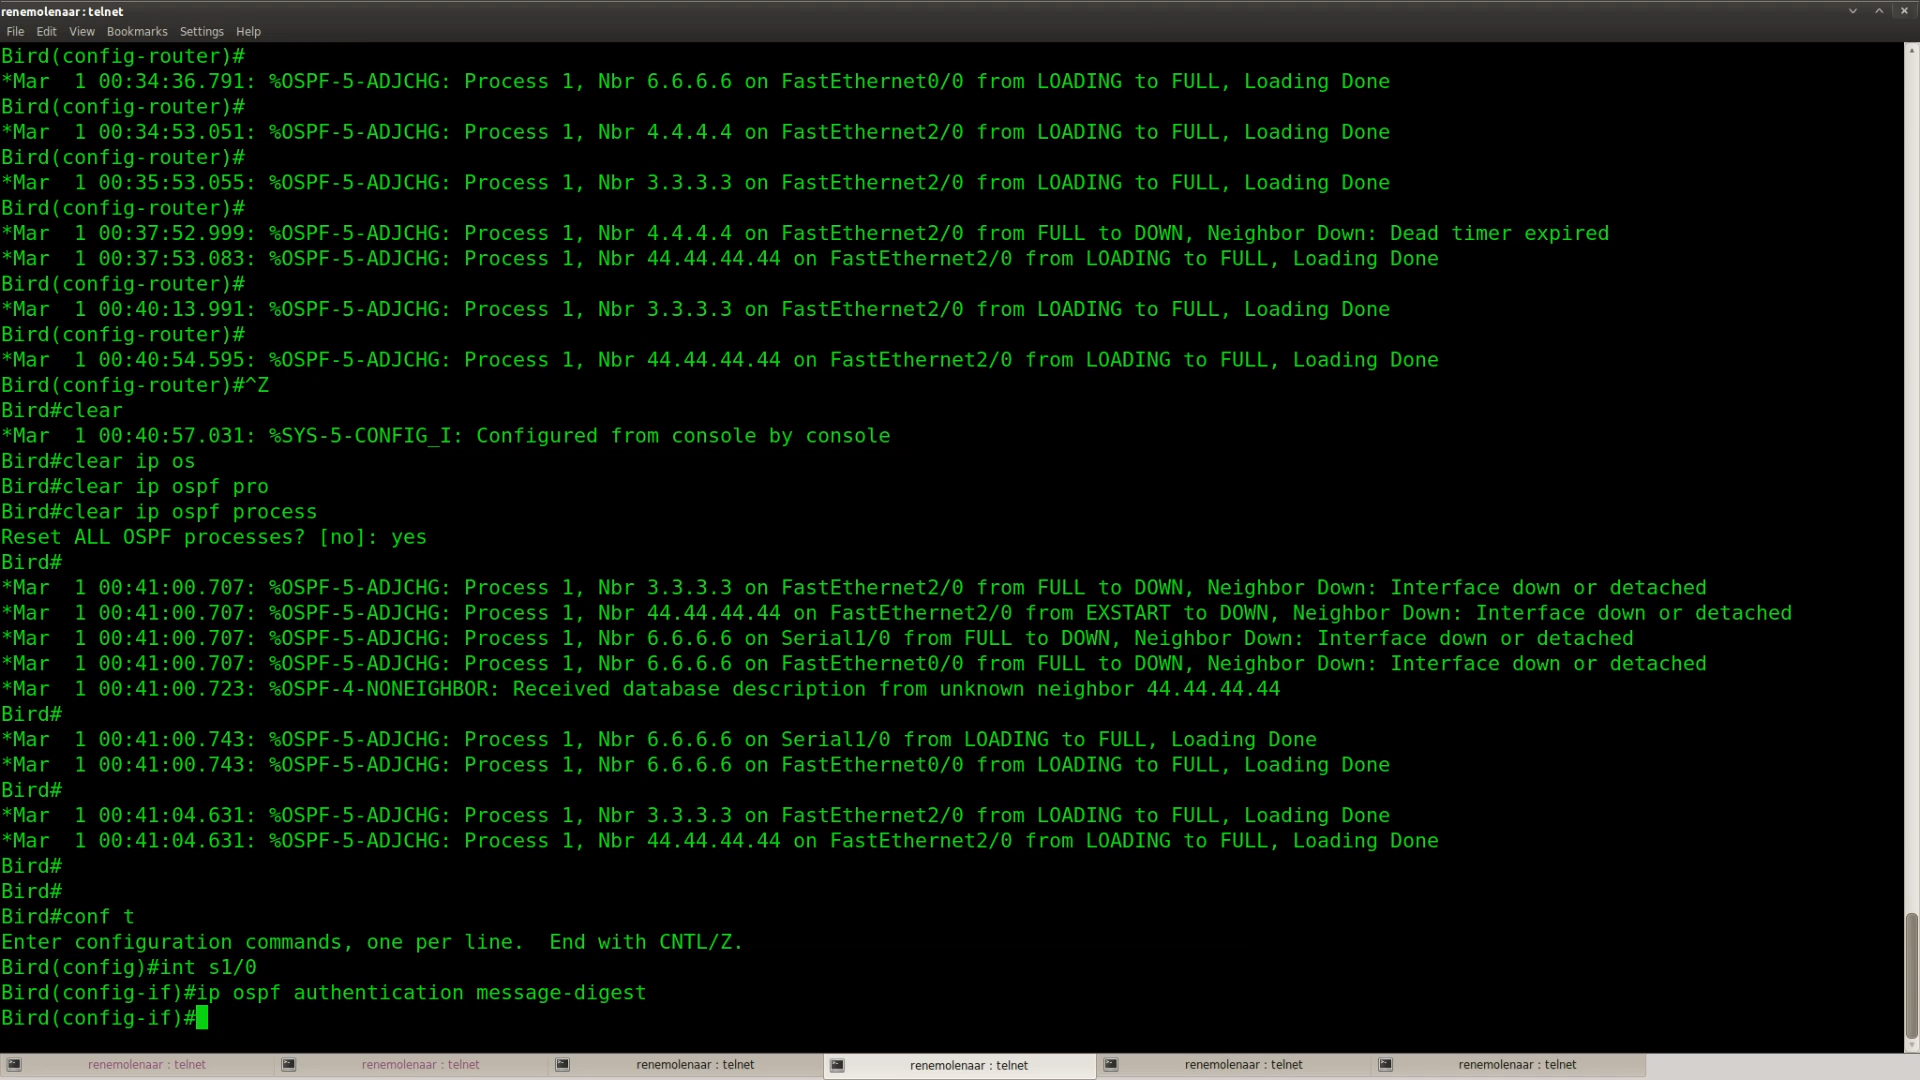 renemolenaar : telnet
File Edit View Bookmarks Settings Help
Bird(config-router)#
*Mar  1 00:34:36.791: %OSPF-5-ADJCHG: Process 1, Nbr 6.6.6.6 on FastEthernet0/0 from LOADING to FULL, Loading Done
Bird(config-router)#
*Mar  1 00:34:53.051: %OSPF-5-ADJCHG: Process 1, Nbr 4.4.4.4 on FastEthernet2/0 from LOADING to FULL, Loading Done
Bird(config-router)#
*Mar  1 00:35:53.055: %OSPF-5-ADJCHG: Process 1, Nbr 3.3.3.3 on FastEthernet2/0 from LOADING to FULL, Loading Done
Bird(config-router)#
*Mar  1 00:37:52.999: %OSPF-5-ADJCHG: Process 1, Nbr 4.4.4.4 on FastEthernet2/0 from FULL to DOWN, Neighbor Down: Dead timer expired
*Mar  1 00:37:53.083: %OSPF-5-ADJCHG: Process 1, Nbr 44.44.44.44 on FastEthernet2/0 from LOADING to FULL, Loading Done
Bird(config-router)#
*Mar  1 00:40:13.991: %OSPF-5-ADJCHG: Process 1, Nbr 3.3.3.3 on FastEthernet2/0 from LOADING to FULL, Loading Done
Bird(config-router)#
*Mar  1 00:40:54.595: %OSPF-5-ADJCHG: Process 1, Nbr 44.44.44.44 on FastEthernet2/0 from LOADING to FULL, Loading Done
Bird(config-router)#^Z
Bird#clear
*Mar  1 00:40:57.031: %SYS-5-CONFIG_I: Configured from console by console
Bird#clear ip os
Bird#clear ip ospf pro
Bird#clear ip ospf process
Reset ALL OSPF processes? [no]: yes
Bird#
*Mar  1 00:41:00.707: %OSPF-5-ADJCHG: Process 1, Nbr 3.3.3.3 on FastEthernet2/0 from FULL to DOWN, Neighbor Down: Interface down or detached
*Mar  1 00:41:00.707: %OSPF-5-ADJCHG: Process 1, Nbr 44.44.44.44 on FastEthernet2/0 from EXSTART to DOWN, Neighbor Down: Interface down or detached
*Mar  1 00:41:00.707: %OSPF-5-ADJCHG: Process 1, Nbr 6.6.6.6 on Serial1/0 from FULL to DOWN, Neighbor Down: Interface down or detached
*Mar  1 00:41:00.707: %OSPF-5-ADJCHG: Process 1, Nbr 6.6.6.6 on FastEthernet0/0 from FULL to DOWN, Neighbor Down: Interface down or detached
*Mar  1 00:41:00.723: %OSPF-4-NONEIGHBOR: Received database description from unknown neighbor 44.44.44.44
Bird#
*Mar  1 00:41:00.743: %OSPF-5-ADJCHG: Process 1, Nbr 6.6.6.6 on Serial1/0 from LOADING to FULL, Loading Done
*Mar  1 00:41:00.743: %OSPF-5-ADJCHG: Process 1, Nbr 6.6.6.6 on FastEthernet0/0 from LOADING to FULL, Loading Done
Bird#
*Mar  1 00:41:04.631: %OSPF-5-ADJCHG: Process 1, Nbr 3.3.3.3 on FastEthernet2/0 from LOADING to FULL, Loading Done
*Mar  1 00:41:04.631: %OSPF-5-ADJCHG: Process 1, Nbr 44.44.44.44 on FastEthernet2/0 from LOADING to FULL, Loading Done
Bird#
Bird#
Bird#conf t
Enter configuration commands, one per line.  End with CNTL/Z.
Bird(config)#int s1/0
Bird(config-if)#ip ospf authentication message-digest
Bird(config-if)#
renemolenaar : telnet renemolenaar : telnet renemolenaar : telnet renemolenaar : telnet renemolenaar : telnet renemolenaar : telnet